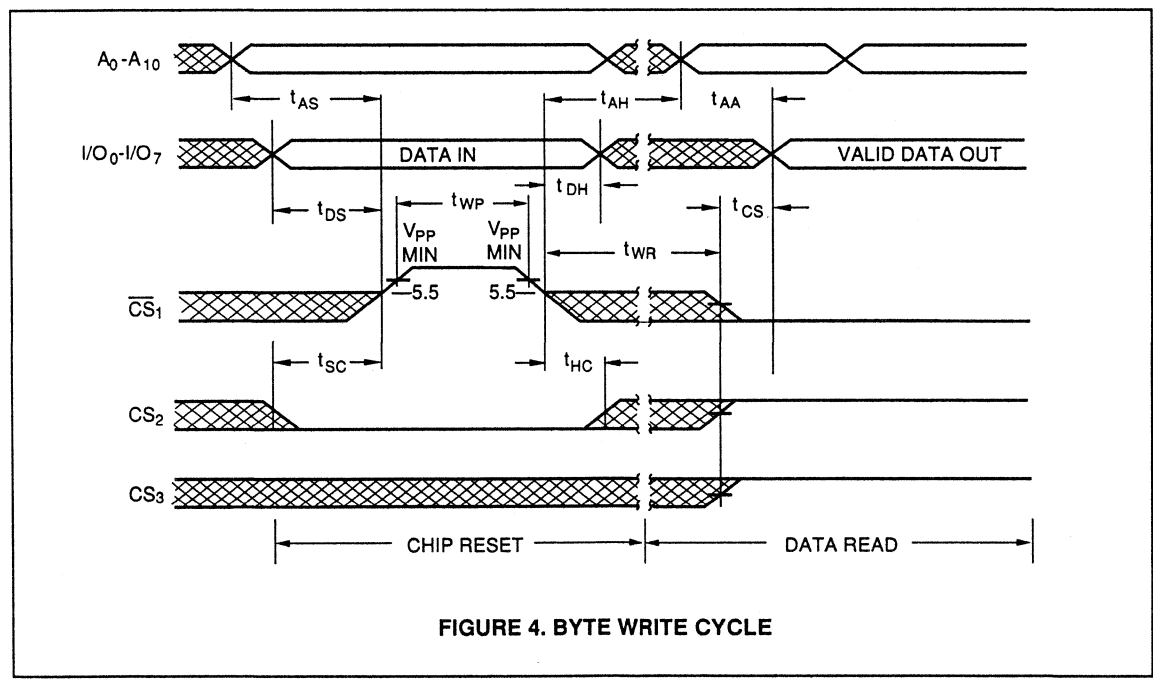 A0-A10
tAS
tAH
tAA
I/O0-I/O7
DATA IN
VALID DATA OUT
tDS
tWP
tDH
tCS
VPP MIN
VPP MIN
tWR
5.5
5.5
CS1
tSC
tHC
CS2
CS3
CHIP RESET
DATA READ
FIGURE 4. BYTE WRITE CYCLE